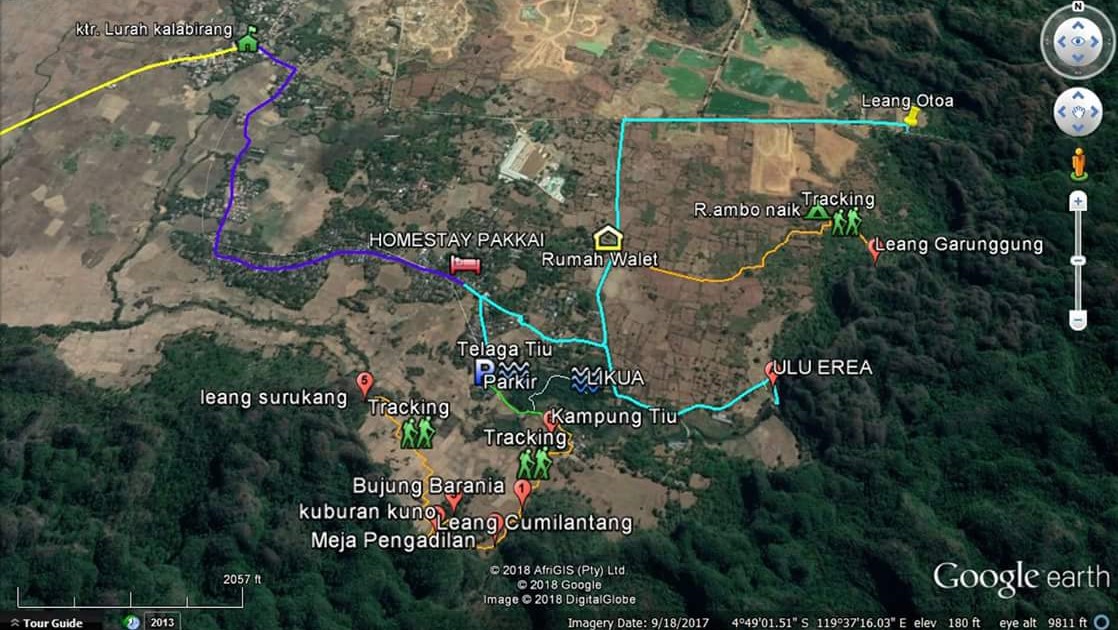 N
ktr. Lurah kalabirang
Leang Otoa
Tracking
R.ambo naik
Leang Garunggung
HOMESTAY PAKKAI
Rumah Walet
Telaga Tiu
P
Parkir
LIKUA
ULU EREA
5
leang surukang
Tracking
Kampung Tiu
Tracking
Bujung Barania
1
kuburan kuno
Leang Cumilantang
Meja Pengadilan
© 2018 AfriGIS (Pty) Ltd.
© 2018 Google
Image © 2018 DigitalGlobe
Google earth
2057 ft
Tour Guide
2013
Imagery Date: 9/18/2017 4°49'01.51" S 119°37'16.03" E elev 180 ft eye alt 9811 ft